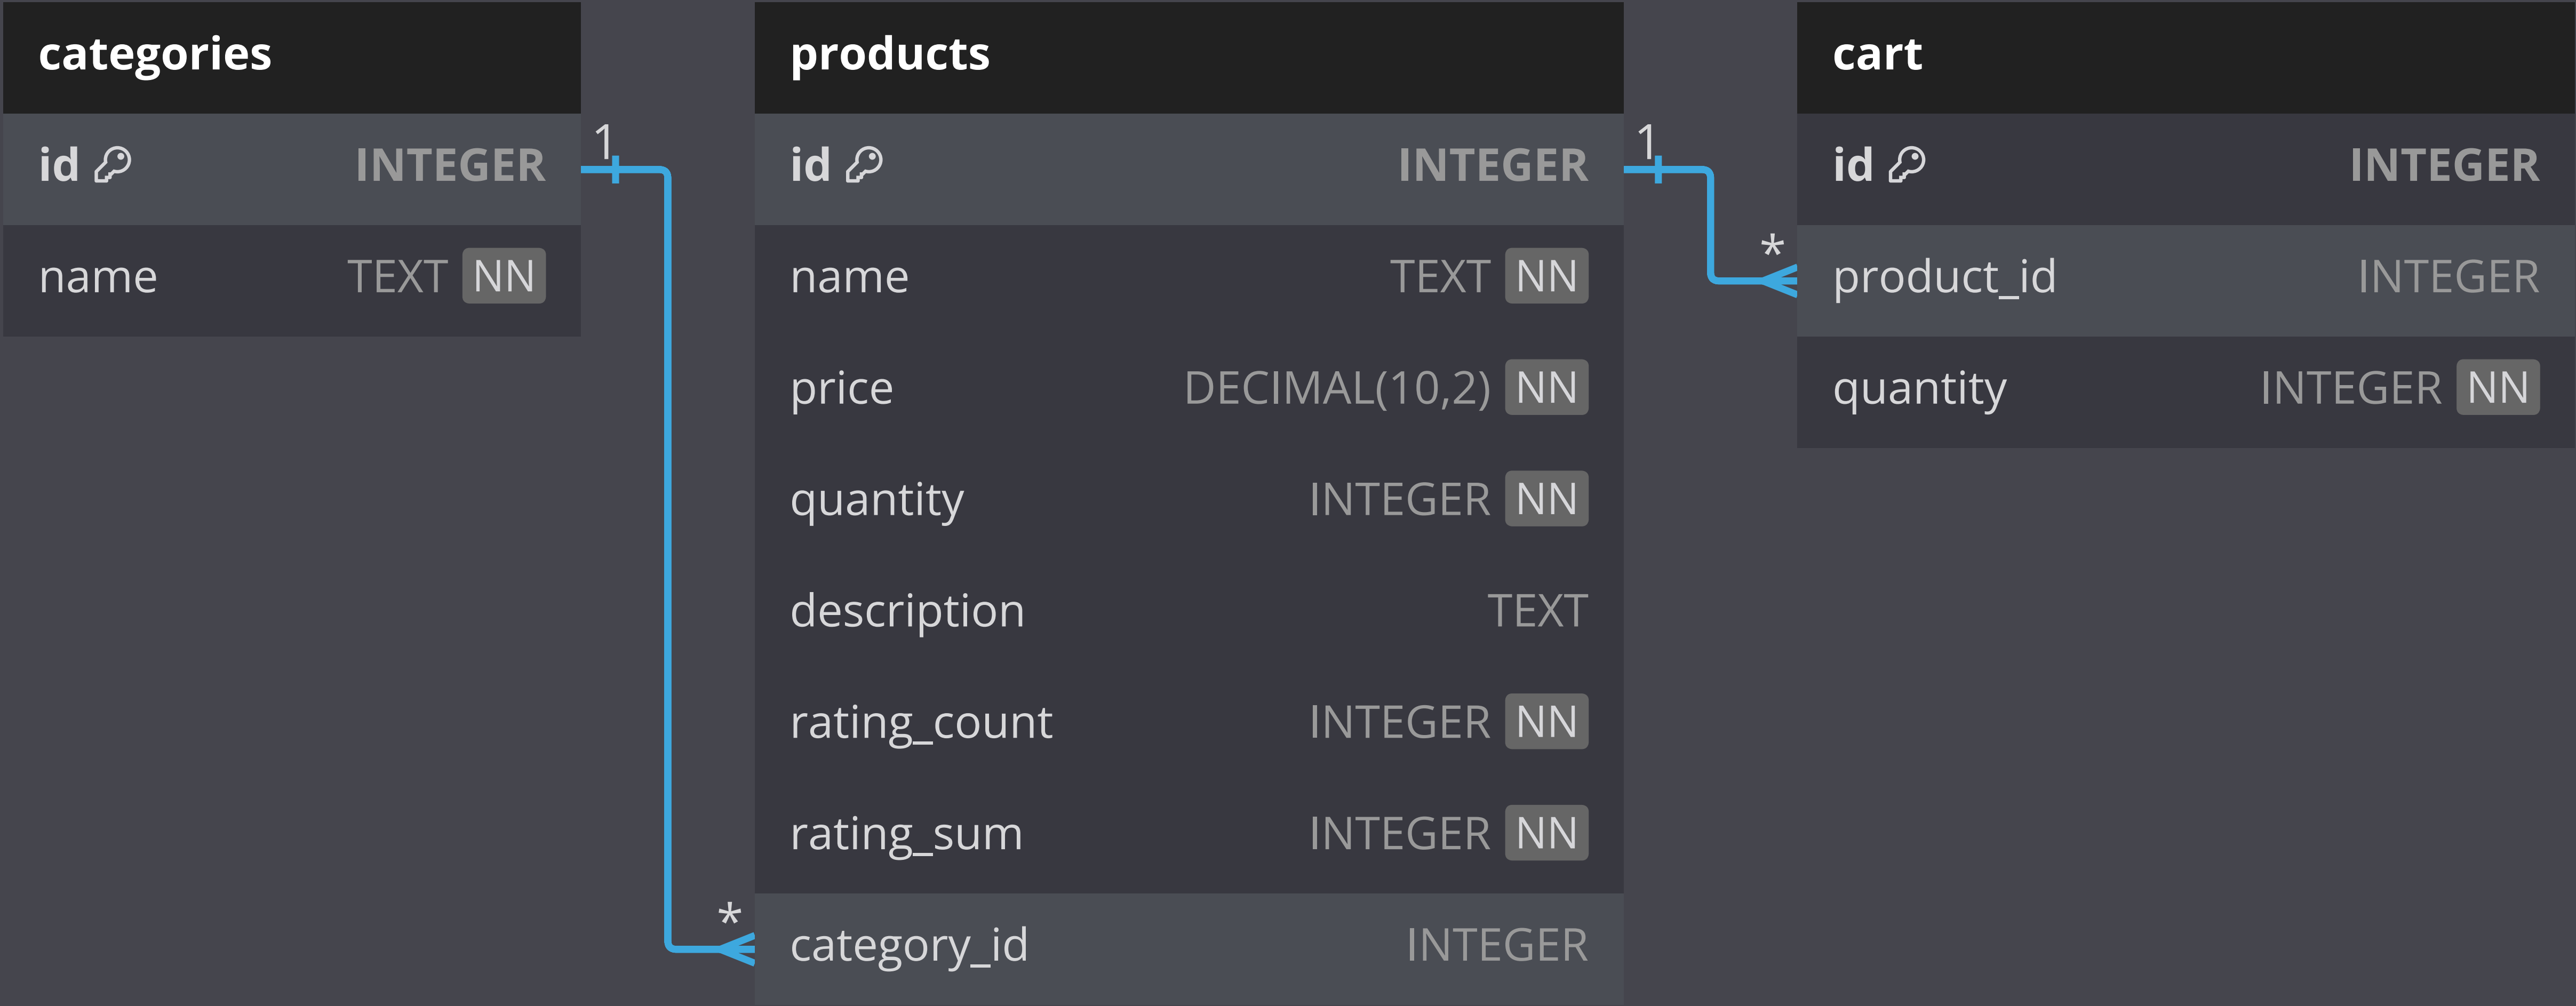 categories
id INTEGER
name TEXT NN
products
id INTEGER
name TEXT NN
price DECIMAL(10,2) NN
quantity INTEGER NN
description TEXT
rating_count INTEGER NN
rating_sum INTEGER NN
category_id INTEGER
cart
id INTEGER
product_id INTEGER
quantity INTEGER NN
1
*
1
*